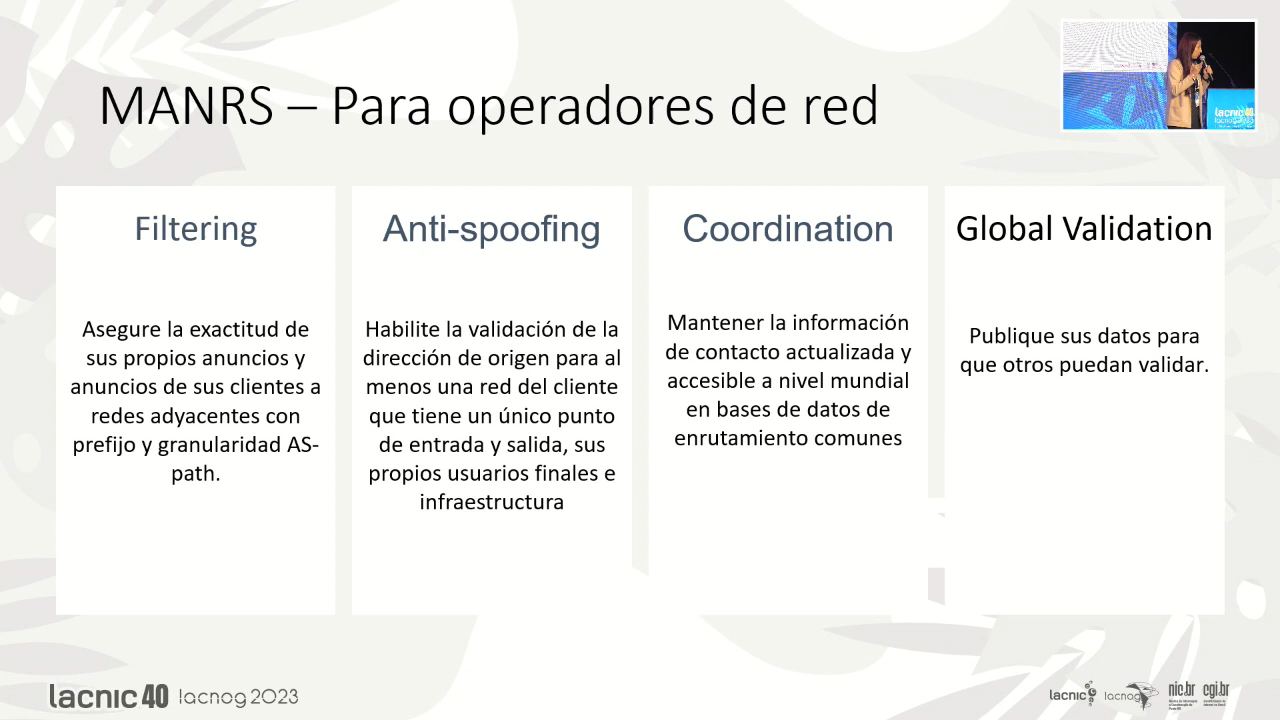 MANRS – Para operadores de red
Filtering
Asegure la exactitud de
sus propios anuncios y
anuncios de sus clientes a
redes adyacentes con
prefijo y granularidad AS-
path.
Anti-spoofing
Habilite la validación de la
dirección de origen para al
menos una red del cliente
que tiene un único punto
de entrada y salida, sus
propios usuarios finales e
infraestructura
Coordination
Mantener la información
de contacto actualizada y
accesible a nivel mundial
en bases de datos de
enrutamiento comunes
Global Validation
Publique sus datos para
que otros puedan validar.
lacnic 40
lacnic 40 lacnog 2023
lacnic lacnog nic.br cgi.br